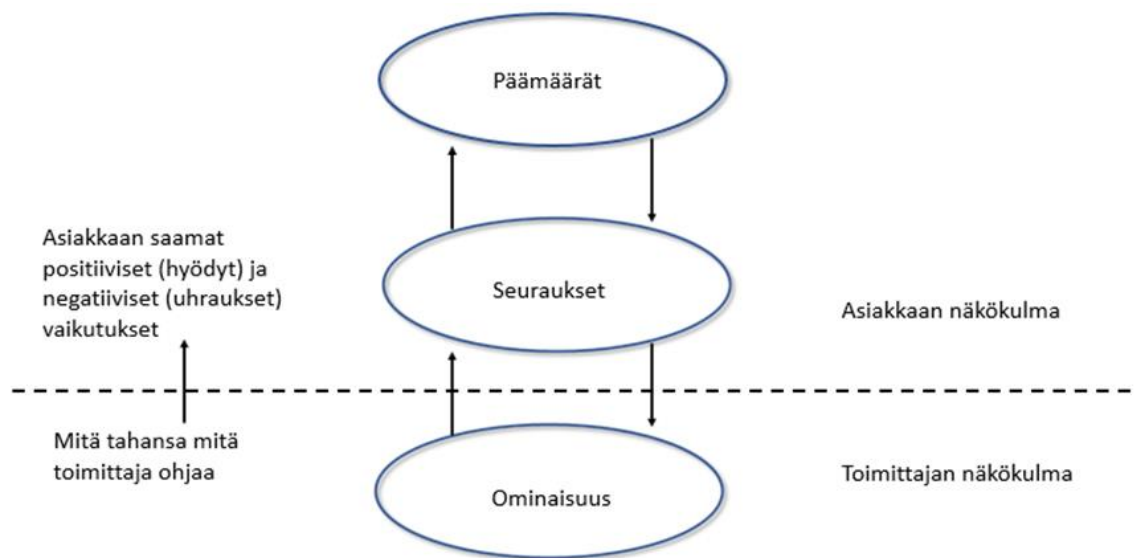 Päämäärät
Asiakkaan saamat
positiiviset (hyödyt) ja
negatiiviset (uhraukset)
vaikutukset
Seuraukset
Asiakkaan näkökulma
Mitä tahansa mitä
toimittaja ohjaa
Ominaisuus
Toimittajan näkökulma